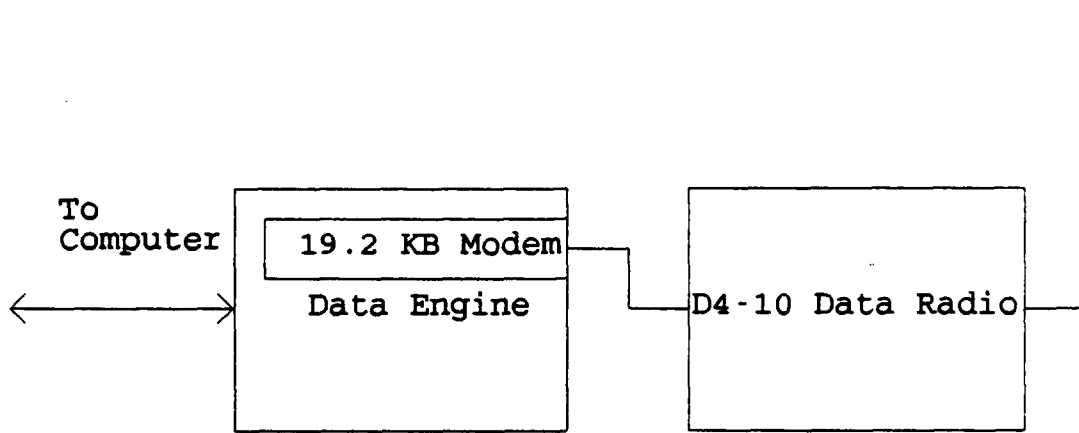 To
Computer
19.2 KB Modem
Data Engine
D4-10 Data Radio